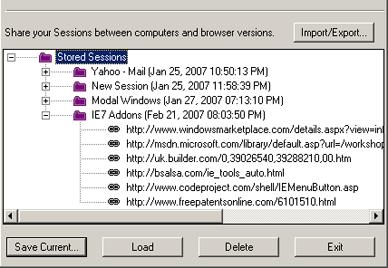 Share your Sessions between computers and browser versions. Import/Export...
Stored Sessions
Yahoo - Mail (Jan 25, 2007 10:50:13 PM)
New Session (Jan 25, 2007 11:58:39 PM)
Modal Windows (Jan 27, 2007 07:13:10 PM)
IE7 Addons (Feb 21, 2007 08:03:50 PM)
http://www.windowsmarketplace.com/details.aspx?view=inf
http://msdn.microsoft.com/library/default.asp?url=/workshop
http://uk.builder.com/0,39026540,39288210,00.htm
http://bsalsa.com/ie_tools_auto.html
http://www.codeproject.com/shell/IEMenuButton.asp
http://www.freepatentsonline.com/6101510.html
Save Current... Load Delete Exit